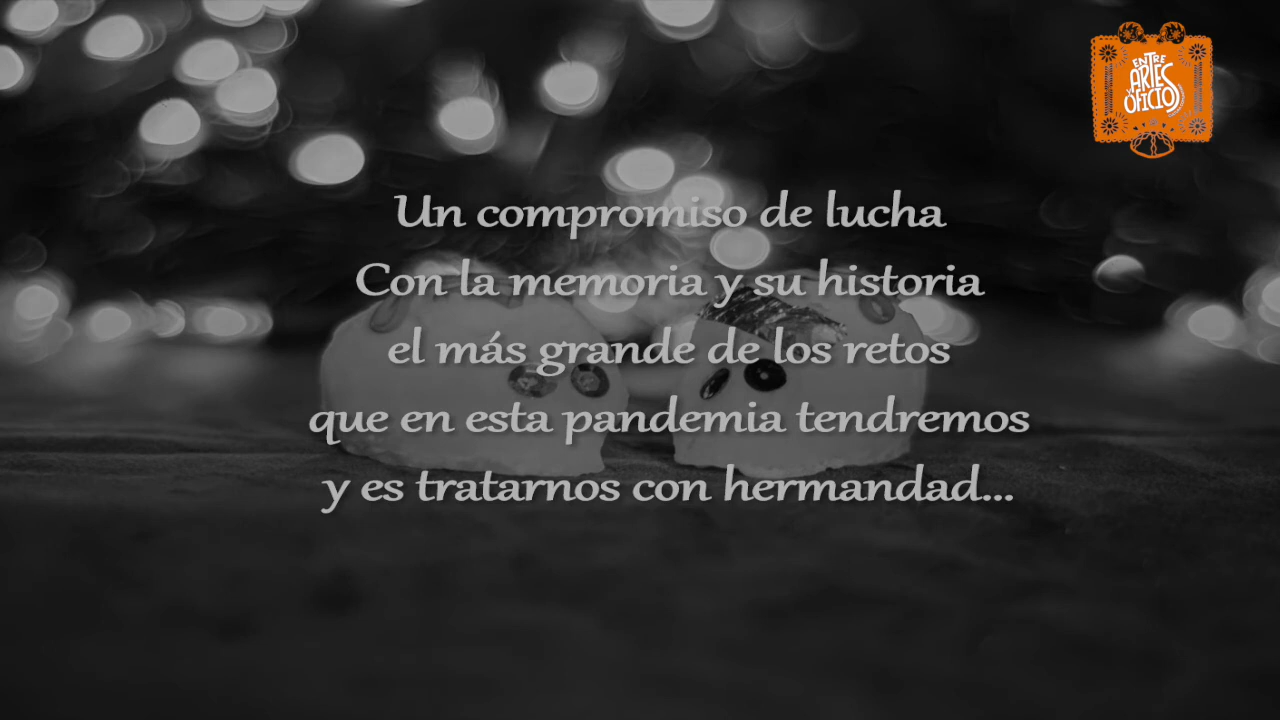 ENTRE
ARTES
Y
OFICIOS
Un compromiso de lucha
Con la memoria y su historia
el más grande de los retos
que en esta pandemia tendremos
y es tratarnos con hermandad...